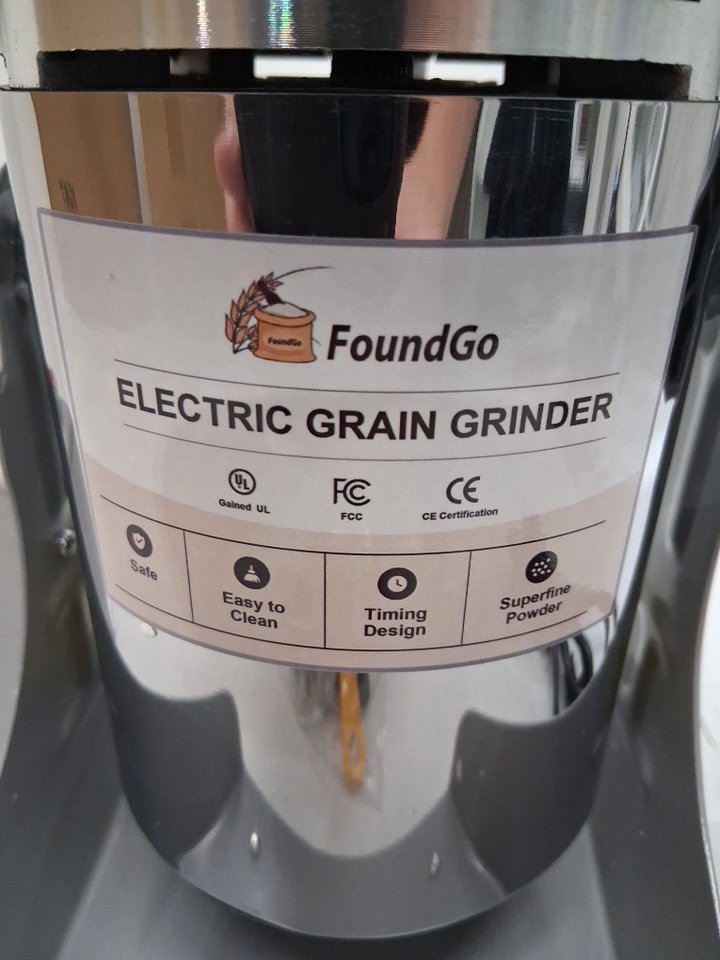 FoundGo
FoundGo
ELECTRIC GRAIN GRINDER
UL
Gained UL
FC
FCC
CE
CE Certification
Safe
Easy to
Clean
Timing
Design
Superfine
Powder